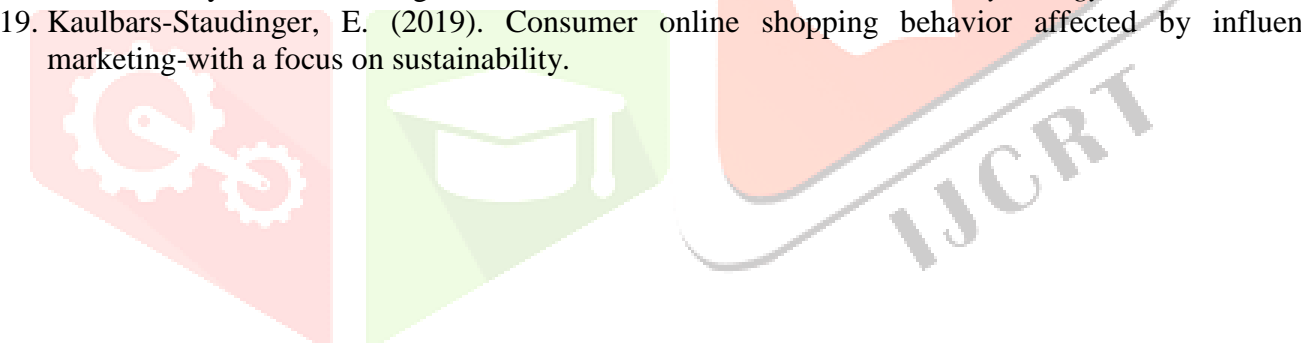 19. Kaulbars-Staudinger, E. (2019). Consumer online shopping behavior affected by influen
marketing-with a focus on sustainability.
IJCRT